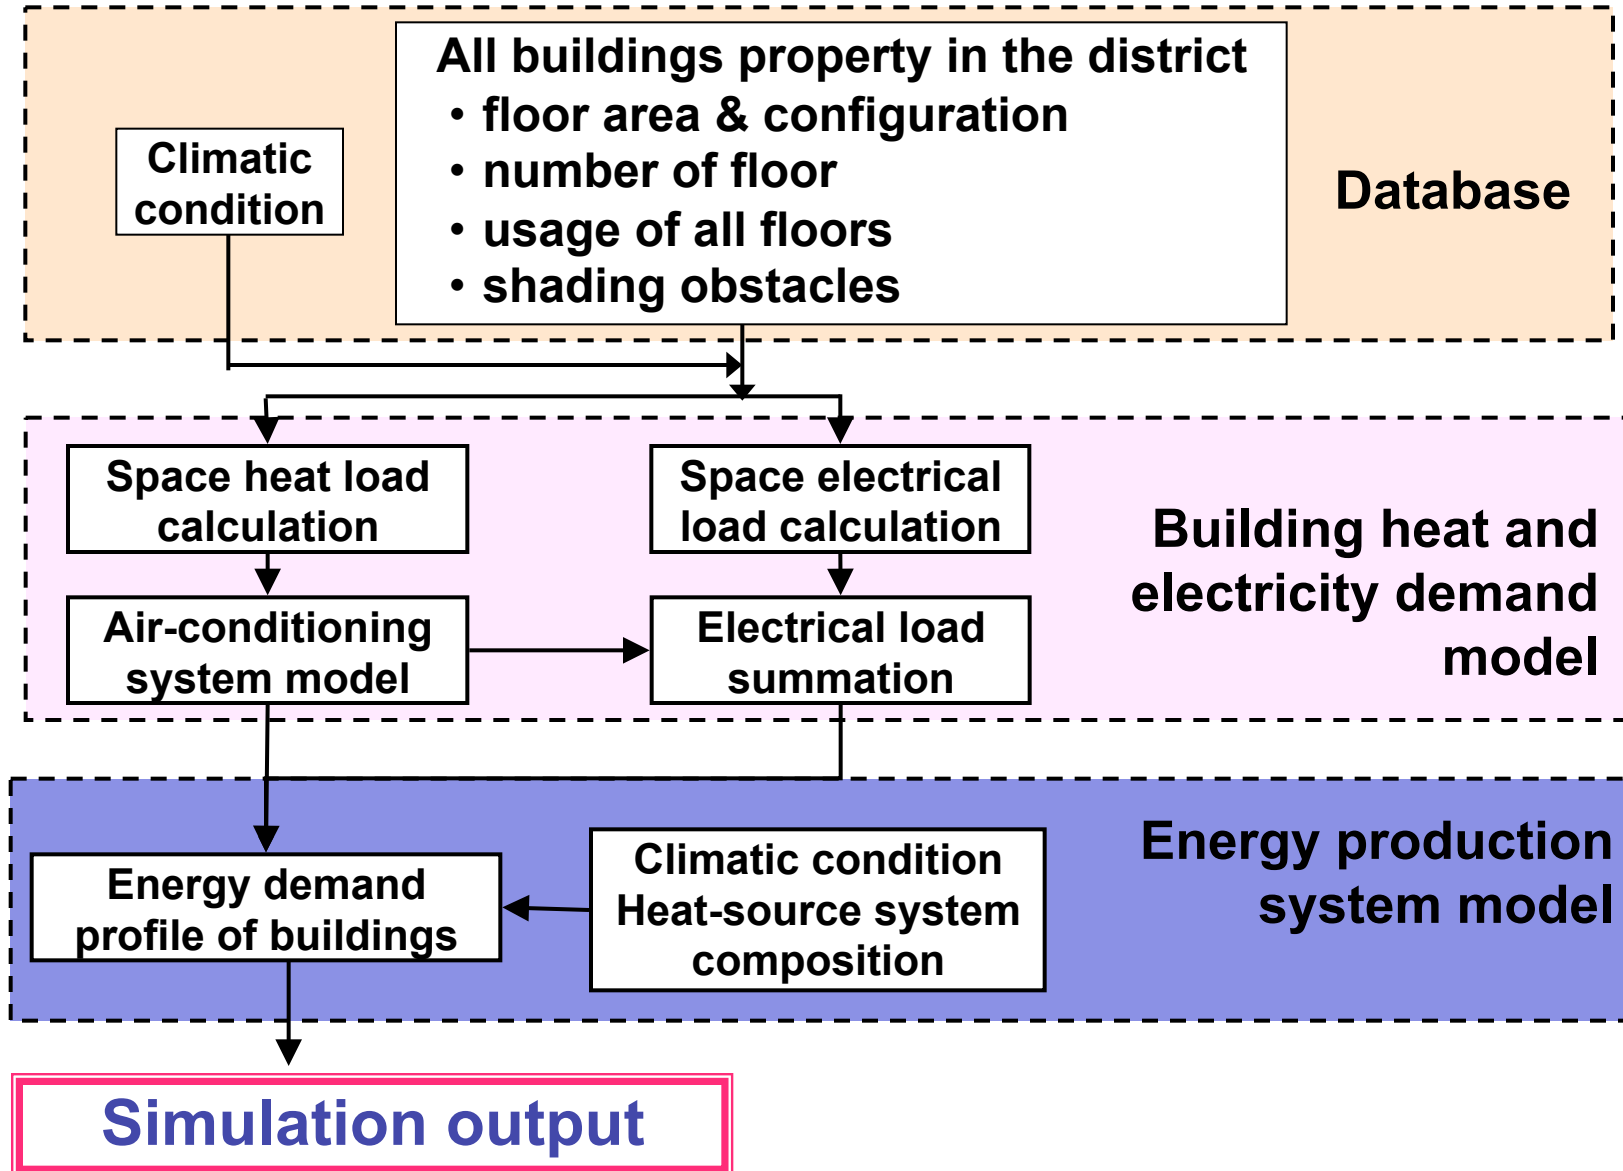 All buildings property in the district
• floor area & configuration
• number of floor
• usage of all floors
• shading obstacles
Climatic
condition
Database
Space heat load
calculation
Space electrical
load calculation
Building heat and
electricity demand
model
Air-conditioning
system model
Electrical load
summation
Energy production
system model
Climatic condition
Heat-source system
composition
Energy demand
profile of buildings
Simulation output